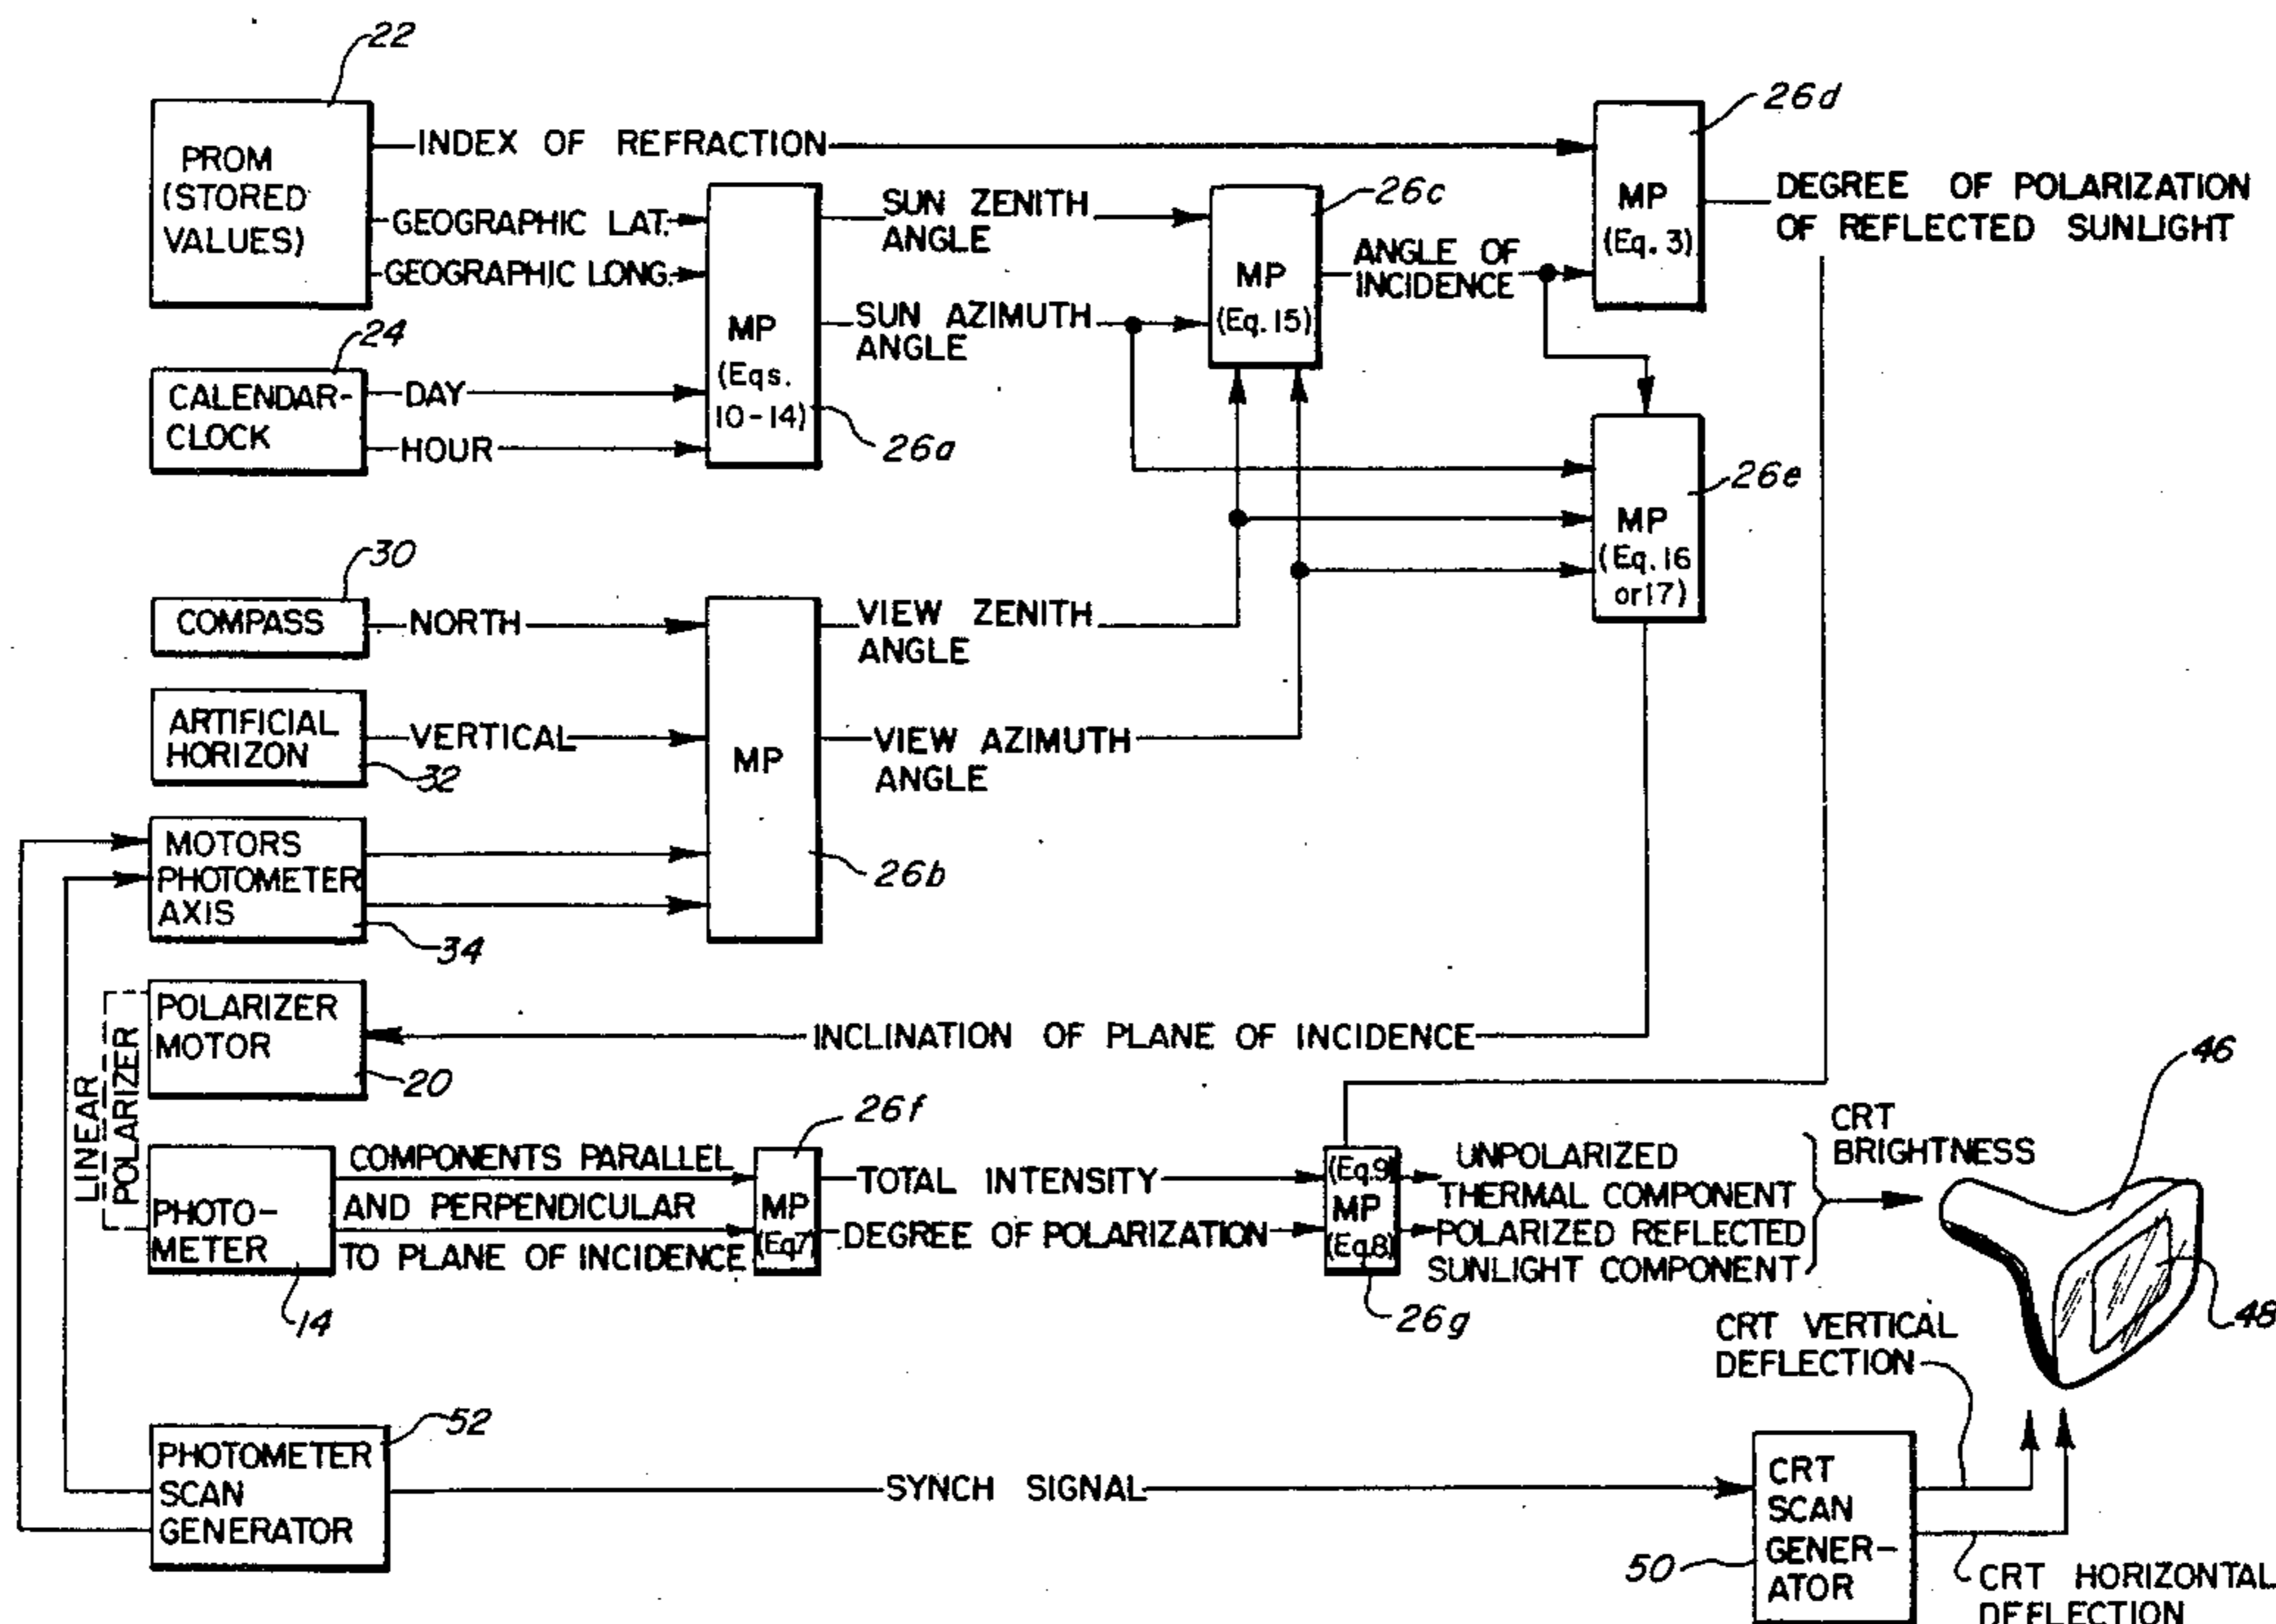 22
PROM
(STORED
VALUES)
INDEX OF REFRACTION
GEOGRAPHIC LAT.
GEOGRAPHIC LONG.
24
CALENDAR-
CLOCK
DAY
HOUR
MP
(Eqs.
10-14)
26a
SUN ZENITH
ANGLE
SUN AZIMUTH
ANGLE
26c
MP
(Eq. 15)
ANGLE OF
INCIDENCE
26d
MP
(Eq. 3)
DEGREE OF POLARIZATION
OF REFLECTED SUNLIGHT
26e
MP
(Eq. 16
or 17)
30
COMPASS
NORTH
ARTIFICIAL
HORIZON
32
VERTICAL
MOTORS
PHOTOMETER
AXIS
34
MP
26b
VIEW ZENITH
ANGLE
VIEW AZIMUTH
ANGLE
POLARIZER
MOTOR
20
INCLINATION OF PLANE OF INCIDENCE
LINEAR
POLARIZER
PHOTO-
METER
14
COMPONENTS PARALLEL
AND PERPENDICULAR
TO PLANE OF INCIDENCE
26f
MP
(Eq7)
TOTAL INTENSITY
DEGREE OF POLARIZATION
(Eq.9)
MP
(Eq.8)
26g
UNPOLARIZED
THERMAL COMPONENT
POLARIZED REFLECTED
SUNLIGHT COMPONENT
CRT
BRIGHTNESS
46
48
CRT VERTICAL
DEFLECTION
52
PHOTOMETER
SCAN
GENERATOR
SYNCH SIGNAL
CRT
SCAN
GENER-
ATOR
50
CRT HORIZONTAL
DEFLECTION